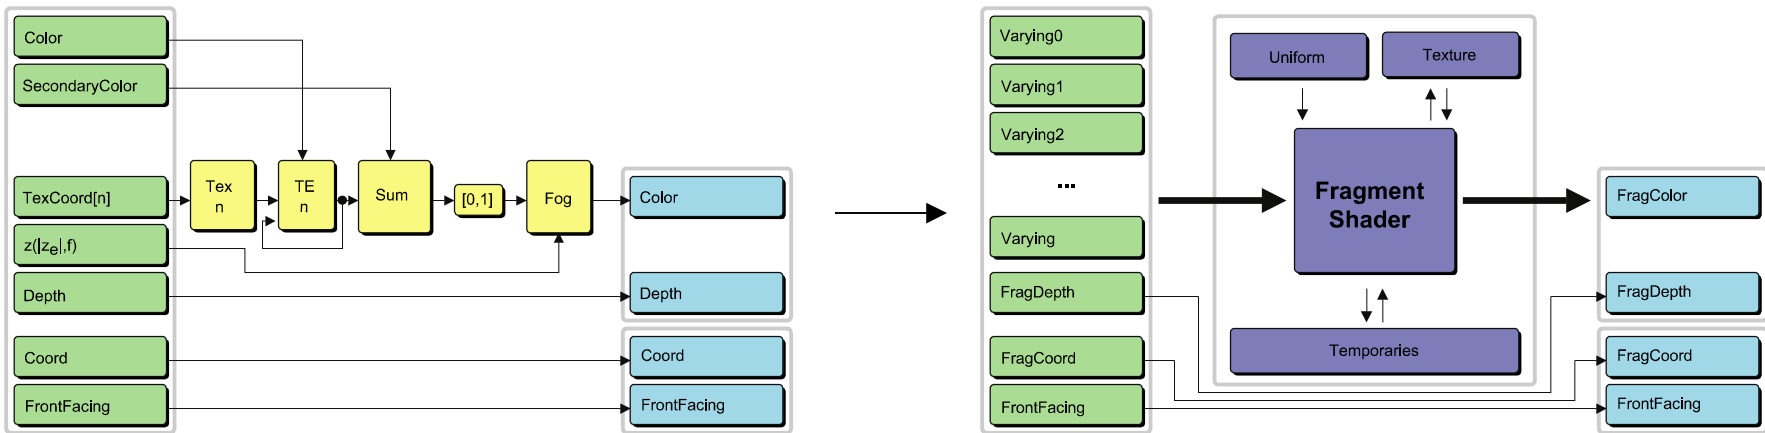 Color
SecondaryColor
TexCoord[n]
z(|ze|,f)
Depth
Coord
FrontFacing
Tex
n
TE
n
Sum
[0,1]
Fog
Color
Depth
Coord
FrontFacing
Varying0
Varying1
Varying2
...
Varying
FragDepth
FragCoord
FrontFacing
Uniform
Texture
Fragment
Shader
Temporaries
FragColor
FragDepth
FragCoord
FrontFacing